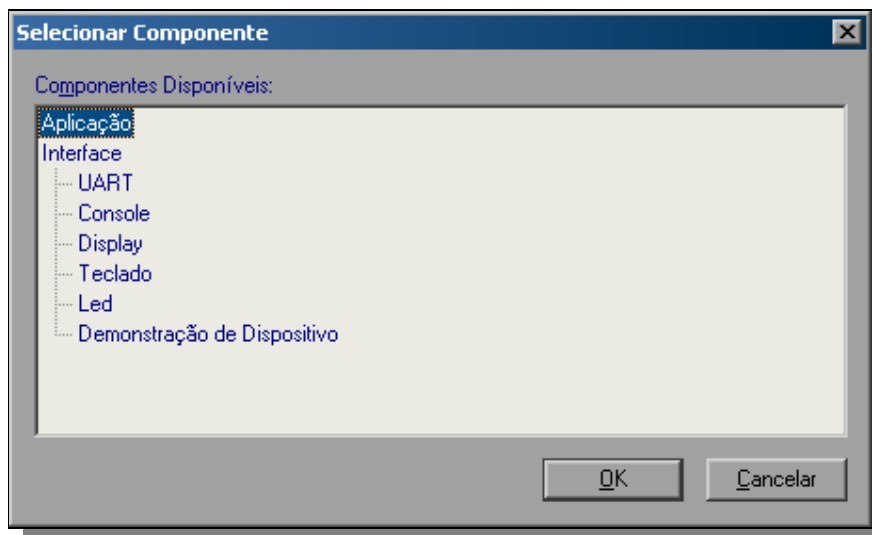 Selecionar Componente
Componentes Disponíveis:
Aplicação
Interface
UART
Console
Display
Teclado
Led
Demonstração de Dispositivo
OK
Cancelar